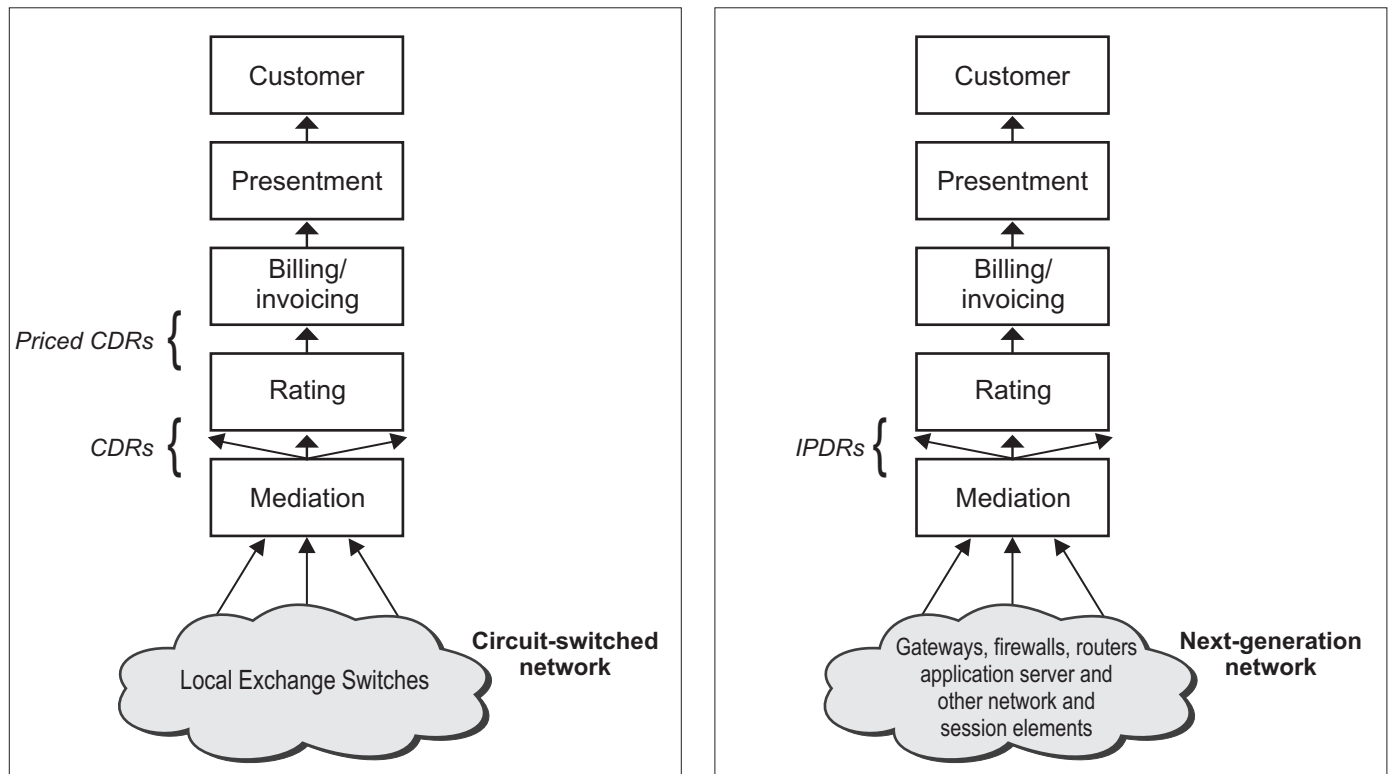 Customer
Presentment
Billing/
invoicing
Priced CDRs
Rating
CDRs
Mediation
Local Exchange Switches
Circuit-switched
network
Customer
Presentment
Billing/
invoicing
Rating
IPDRs
Mediation
Gateways, firewalls, routers
application server and
other network and
session elements
Next-generation
network